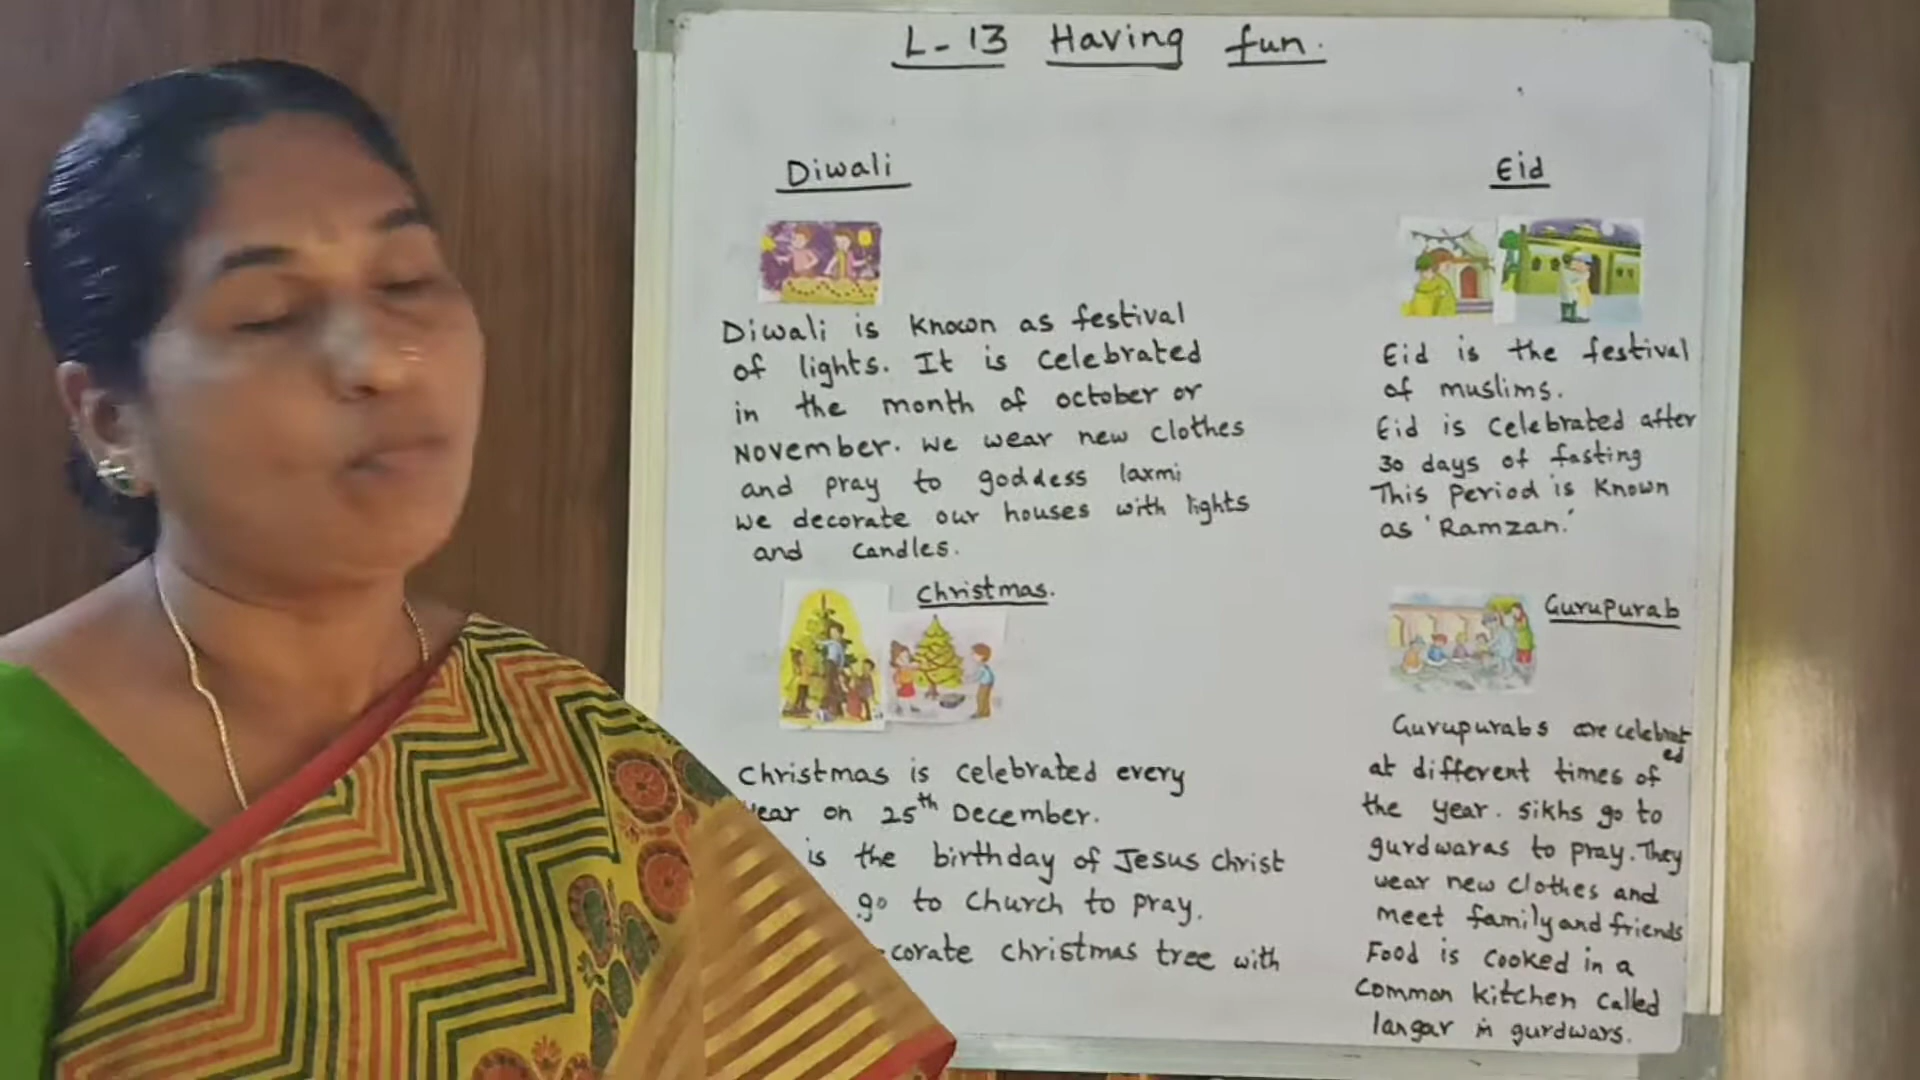 L-13 Having fun.
Diwali
Diwali is known as festival
of lights. It is celebrated
in the month of october or
November. We wear new clothes
and pray to goddess laxmi
We decorate our houses with lights
and candles.
Eid
Eid is the festival
of muslims.
Eid is celebrated after
30 days of fasting
This period is known
as 'Ramzan.'
Christmas.
Christmas is celebrated every
year on 25th December.
is the birthday of Jesus christ
go to church to pray.
corate christmas tree with
Gurupurab
Gurupurabs are celebrat
ed
at different times of
the year. Sikhs go to
gurdwaras to pray. They
wear new clothes and
meet family and friends
Food is cooked in a
common kitchen called
langar in gurdwars.